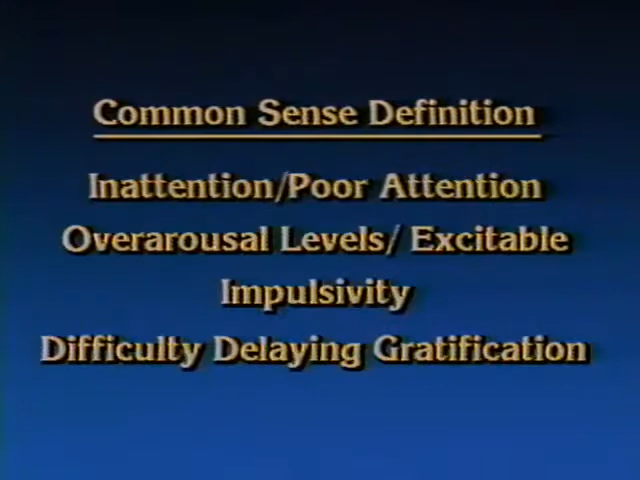 Common Sense Definition
Inattention/Poor Attention
Overarousal Levels/ Excitable
Impulsivity
Difficulty Delaying Gratification